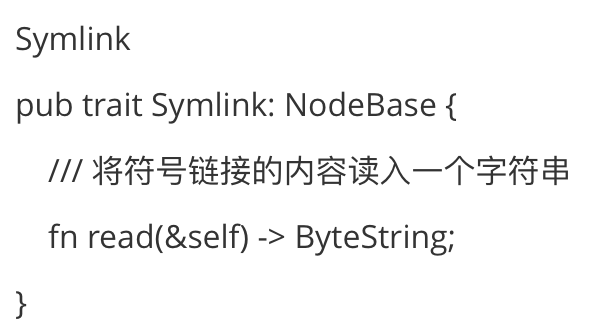 Symlink
pub trait Symlink: NodeBase {
/// 将符号链接的内容读入一个字符串
fn read(&self) -> ByteString;
}